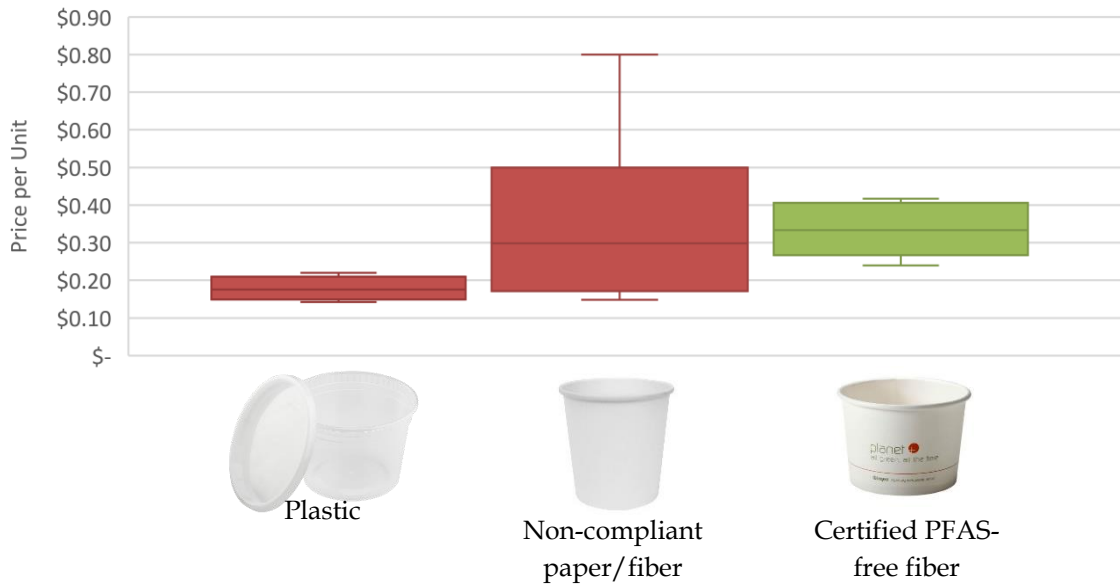 $0.90
$0.80
$0.70
$0.60
$0.50
$0.40
$0.30
$0.20
$0.10
$-
Price per Unit
planet
Plastic
Non-compliant
paper/fiber
Certified PFAS-
free fiber